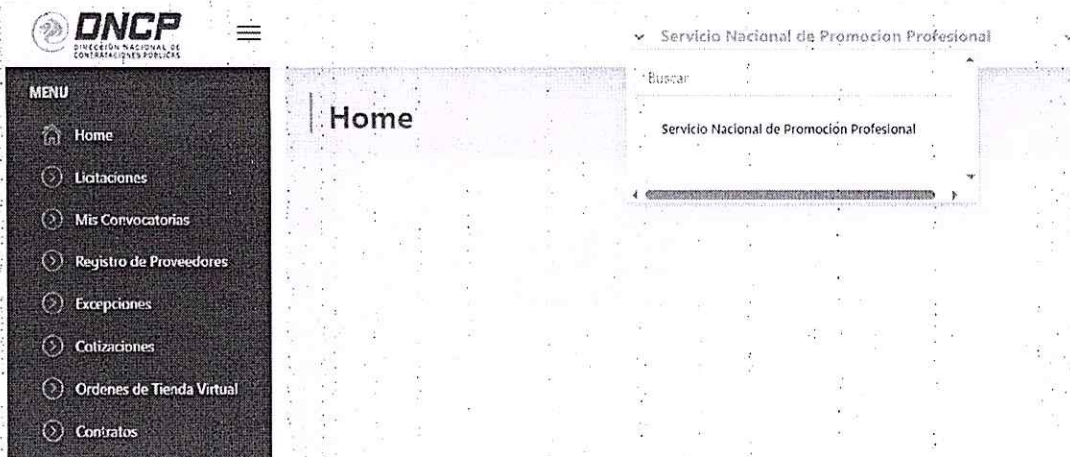 DNCP
DIRECCIÓN NACIONAL DE
CONTRATACIONES PÚBLICAS
Servicio Nacional de Promocion Profesional
Buscar
Servicio Nacional de Promoción Profesional
MENU
Home
Licitaciones
Mis Convocatorias
Registro de Proveedores
Excepciones
Cotizaciones
Ordenes de Tienda Virtual
Contratos
Home